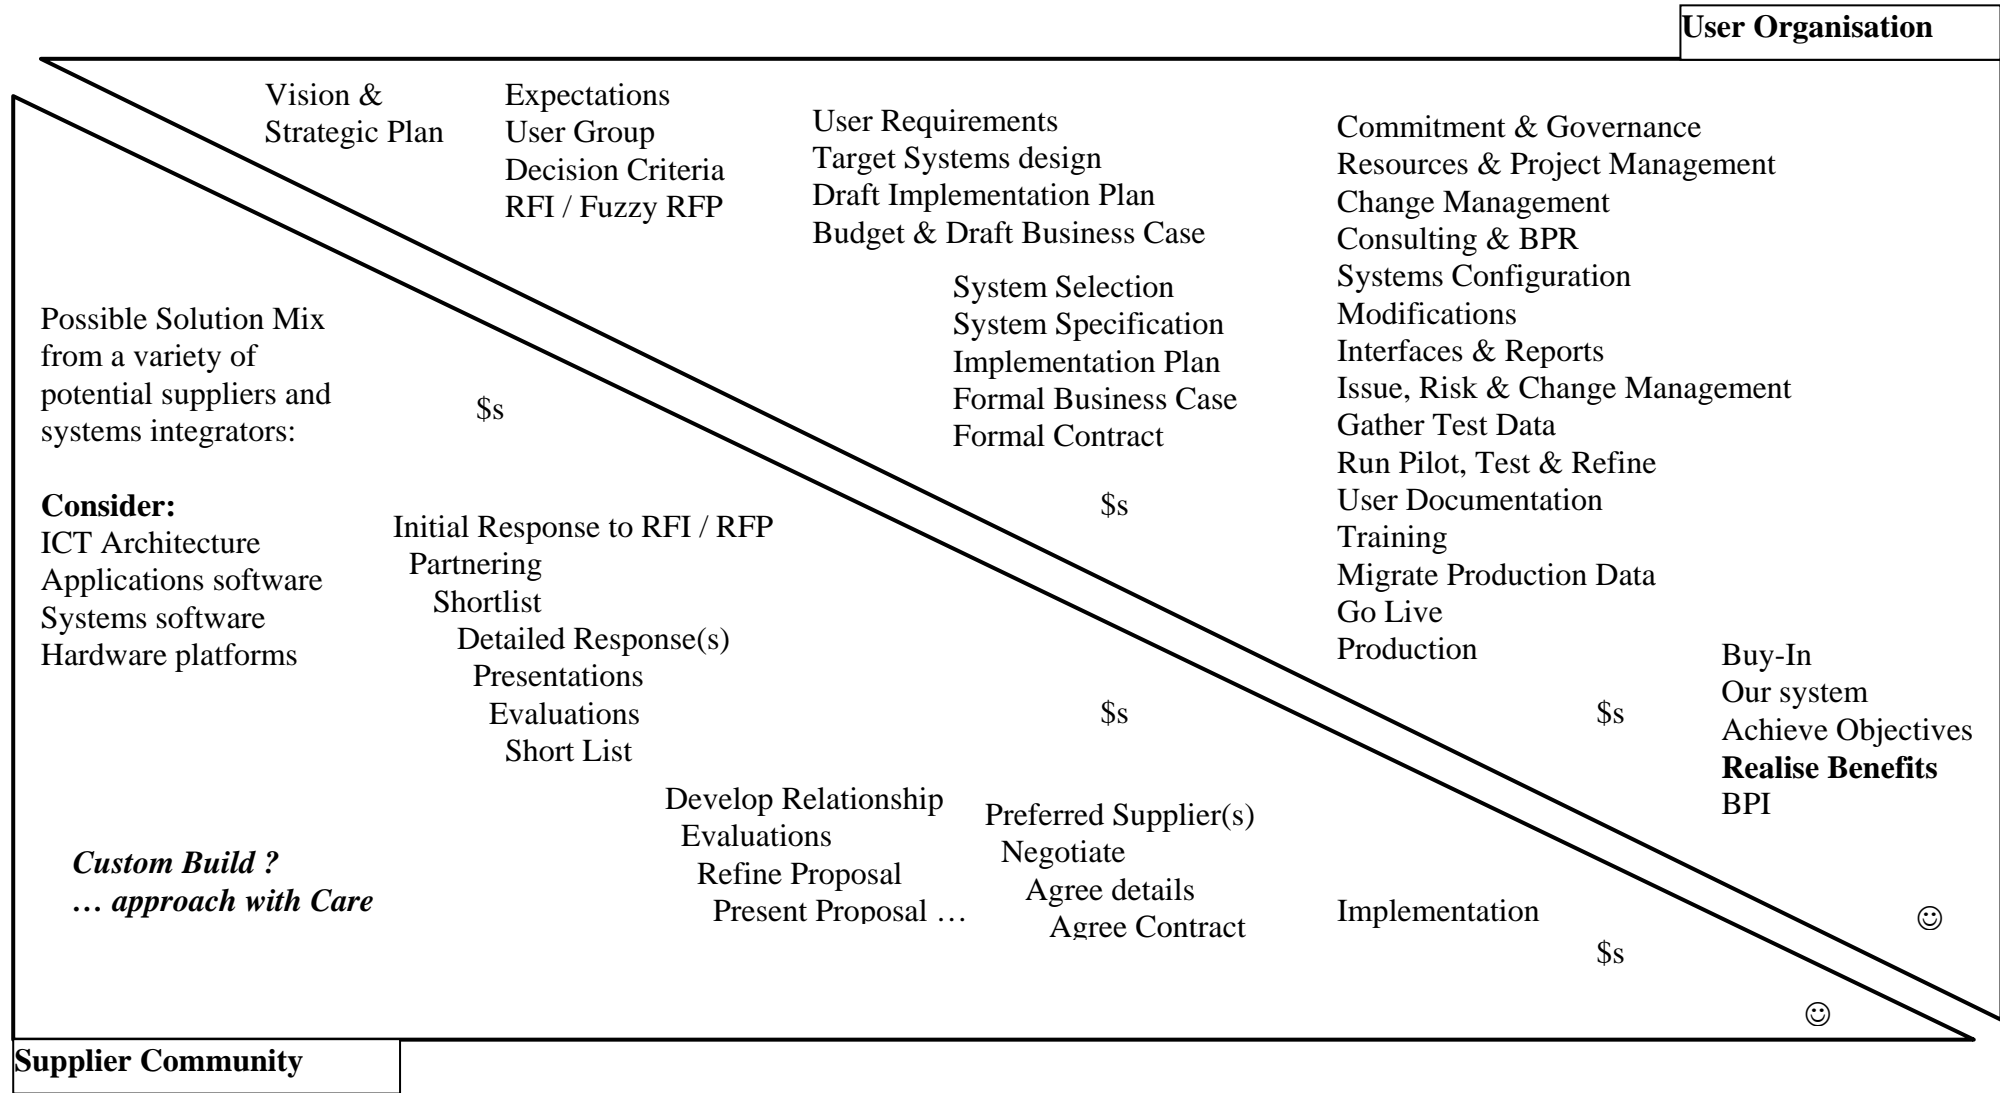 User Organisation
Vision &
Strategic Plan
Expectations
User Group
Decision Criteria
RFI / Fuzzy RFP
User Requirements
Target Systems design
Draft Implementation Plan
Budget & Draft Business Case
System Selection
System Specification
Implementation Plan
Formal Business Case
Formal Contract
$s
Commitment & Governance
Resources & Project Management
Change Management
Consulting & BPR
Systems Configuration
Modifications
Interfaces & Reports
Issue, Risk & Change Management
Gather Test Data
Run Pilot, Test & Refine
User Documentation
Training
Migrate Production Data
Go Live
Production
$s
Buy-In
Our system
Achieve Objectives
Realise Benefits
BPI
☺
Possible Solution Mix
from a variety of
potential suppliers and
systems integrators:
Consider:
ICT Architecture
Applications software
Systems software
Hardware platforms
Custom Build ?
… approach with Care
$s
Initial Response to RFI / RFP
Partnering
Shortlist
Detailed Response(s)
Presentations
Evaluations
Short List
Develop Relationship
Evaluations
Refine Proposal
Present Proposal …
$s
Preferred Supplier(s)
Negotiate
Agree details
Agree Contract
Implementation
$s
☺
Supplier Community